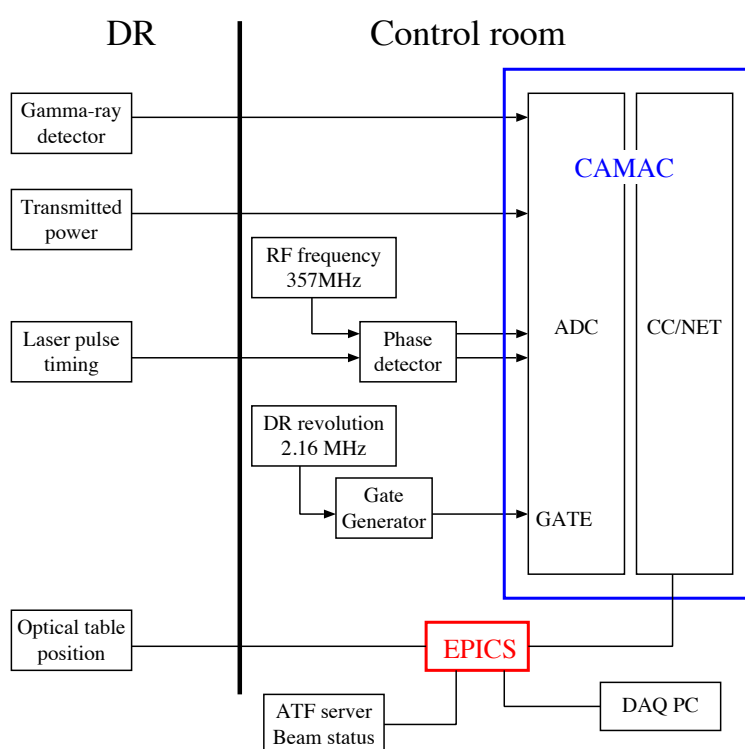 DR
Control room
Gamma-ray
detector
CAMAC
Transmitted
power
RF frequency
357MHz
Laser pulse
timing
Phase
detector
ADC
CC/NET
DR revolution
2.16 MHz
Gate
Generator
GATE
Optical table
position
EPICS
ATF server
Beam status
DAQ PC